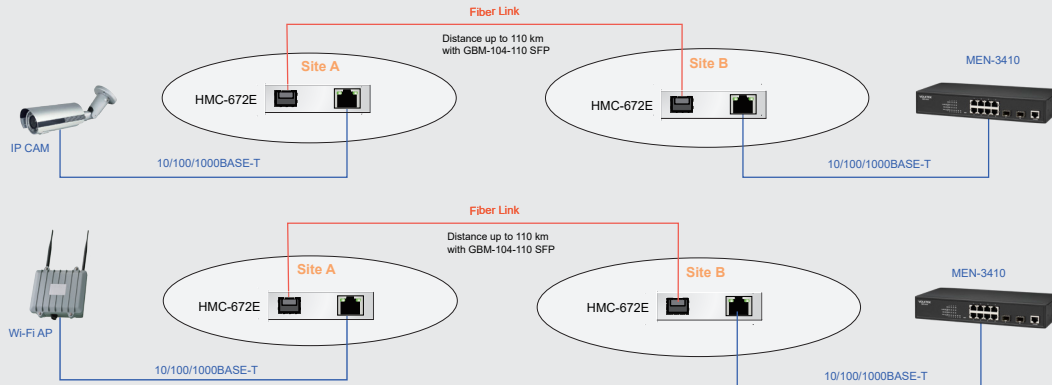 Fiber Link
Distance up to 110 km
with GBM-104-110 SFP
Site A
Site B
MEN-3410
HMC-672E
HMC-672E
IP CAM
10/100/1000BASE-T
10/100/1000BASE-T
Fiber Link
Distance up to 110 km
with GBM-104-110 SFP
Site A
Site B
MEN-3410
HMC-672E
HMC-672E
Wi-Fi AP
10/100/1000BASE-T
10/100/1000BASE-T